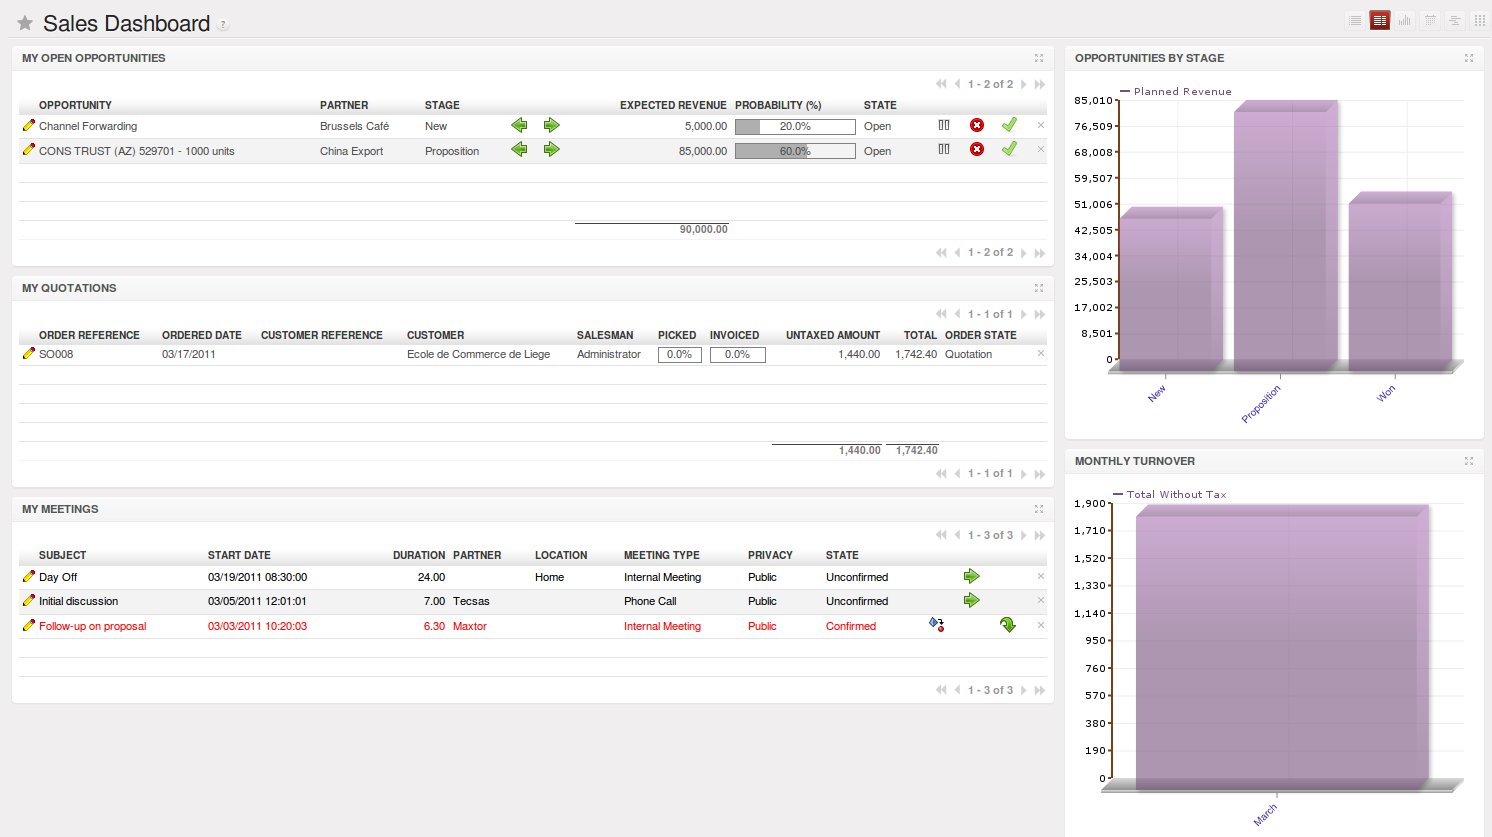 Sales Dashboard ?
MY OPEN OPPORTUNITIES
1 - 2 of 2
OPPORTUNITY PARTNER STAGE EXPECTED REVENUE PROBABILITY (%) STATE
Channel Forwarding Brussels Café New 5,000.00 20.0% Open
CONS TRUST (AZ) 529701 - 1000 units China Export Proposition 85,000.00 60.0% Open
90,000.00
1 - 2 of 2
MY QUOTATIONS
1 - 1 of 1
ORDER REFERENCE ORDERED DATE CUSTOMER REFERENCE CUSTOMER SALESMAN PICKED INVOICED UNTAXED AMOUNT TOTAL ORDER STATE
SO008 03/17/2011 Ecole de Commerce de Liege Administrator 0.0% 0.0% 1,440.00 1,742.40 Quotation
1,440.00 1,742.40
1 - 1 of 1
MY MEETINGS
1 - 3 of 3
SUBJECT START DATE DURATION PARTNER LOCATION MEETING TYPE PRIVACY STATE
Day Off 03/19/2011 08:30:00 24.00 Home Internal Meeting Public Unconfirmed
Initial discussion 03/05/2011 12:01:01 7.00 Tecsas Phone Call Public Unconfirmed
Follow-up on proposal 03/03/2011 10:20:03 6.30 Maxtor Internal Meeting Public Confirmed
1 - 3 of 3
OPPORTUNITIES BY STAGE
Planned Revenue
85,010
76,509
68,008
59,507
51,006
42,505
34,004
25,503
17,002
8,501
0
New Proposition Won
MONTHLY TURNOVER
Total Without Tax
1,900
1,710
1,520
1,330
1,140
950
760
570
380
190
0
March